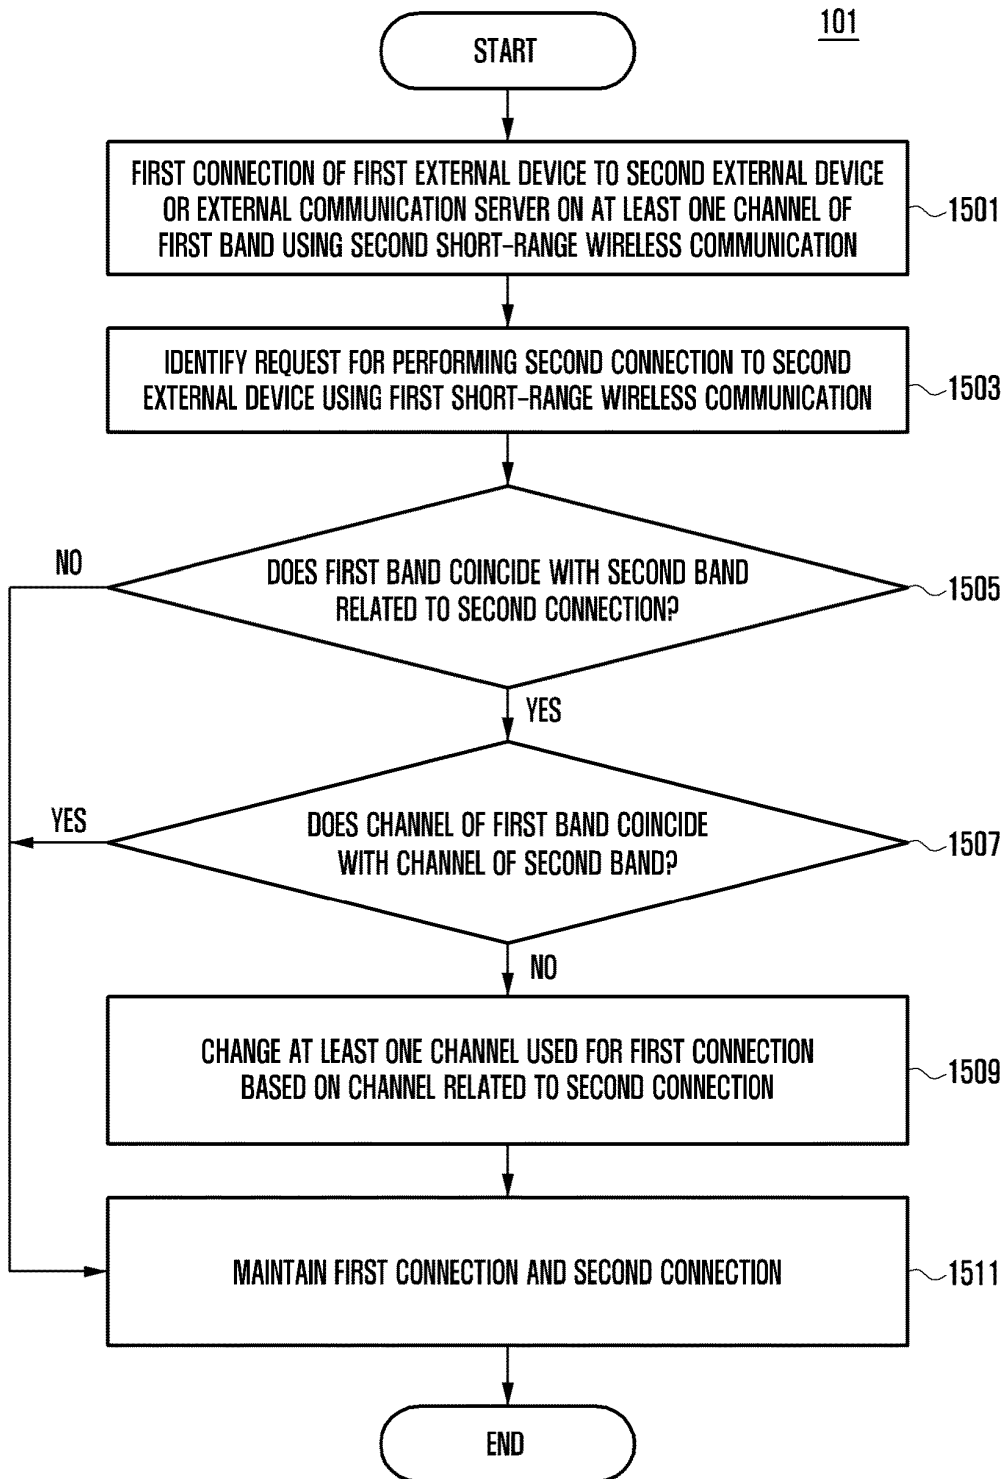 101
START
FIRST CONNECTION OF FIRST EXTERNAL DEVICE TO SECOND EXTERNAL DEVICE
OR EXTERNAL COMMUNICATION SERVER ON AT LEAST ONE CHANNEL OF
FIRST BAND USING SECOND SHORT-RANGE WIRELESS COMMUNICATION
1501
IDENTIFY REQUEST FOR PERFORMING SECOND CONNECTION TO SECOND
EXTERNAL DEVICE USING FIRST SHORT-RANGE WIRELESS COMMUNICATION
1503
NO
DOES FIRST BAND COINCIDE WITH SECOND BAND
RELATED TO SECOND CONNECTION?
1505
YES
YES
DOES CHANNEL OF FIRST BAND COINCIDE
WITH CHANNEL OF SECOND BAND?
1507
NO
CHANGE AT LEAST ONE CHANNEL USED FOR FIRST CONNECTION
BASED ON CHANNEL RELATED TO SECOND CONNECTION
1509
MAINTAIN FIRST CONNECTION AND SECOND CONNECTION
1511
END